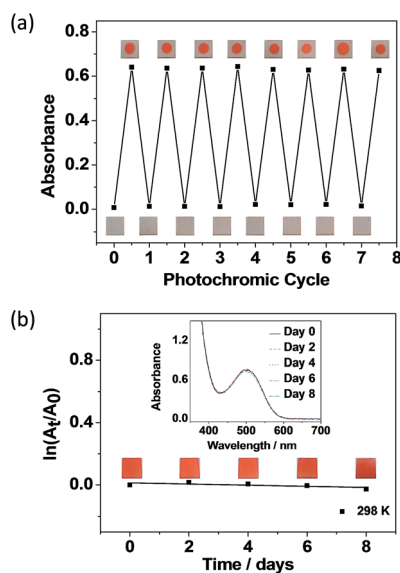 (a)
0.8
0.6
0.4
0.2
0.0
Absorbance
0 1 2 3 4 5 6 7 8
Photochromic Cycle
(b)
1.2
0.6
0.0
Absorbance
400 500 600 700
Wavelength / nm
Day 0
Day 2
Day 4
Day 6
Day 8
0.8
0.4
0.0
ln(At/A0)
298 K
0 2 4 6 8
Time / days